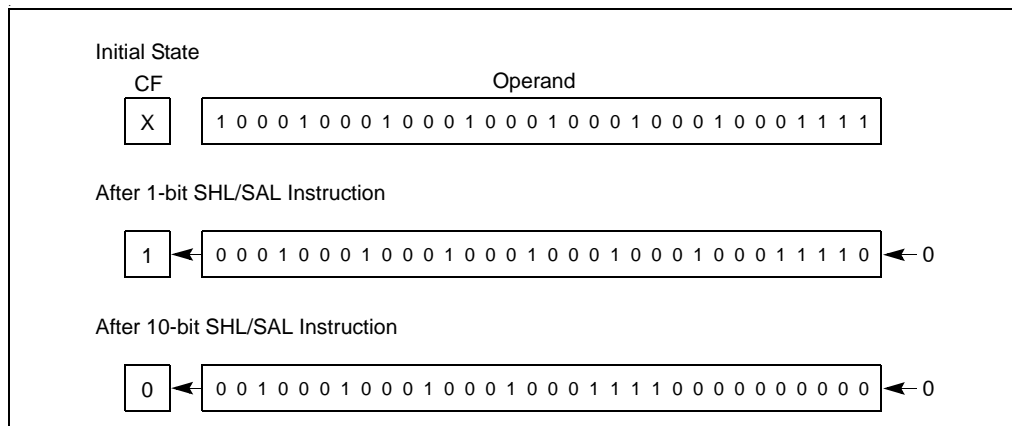 Initial State
CF Operand
X 1 0 0 0 1 0 0 0 1 0 0 0 1 0 0 0 1 0 0 0 1 0 0 0 1 0 0 0 1 1 1 1
After 1-bit SHL/SAL Instruction
1 0 0 0 1 0 0 0 1 0 0 0 1 0 0 0 1 0 0 0 1 0 0 0 1 0 0 0 1 1 1 1 0 0
After 10-bit SHL/SAL Instruction
0 0 0 1 0 0 0 1 0 0 0 1 0 0 0 1 0 0 0 1 1 1 1 0 0 0 0 0 0 0 0 0 0 0